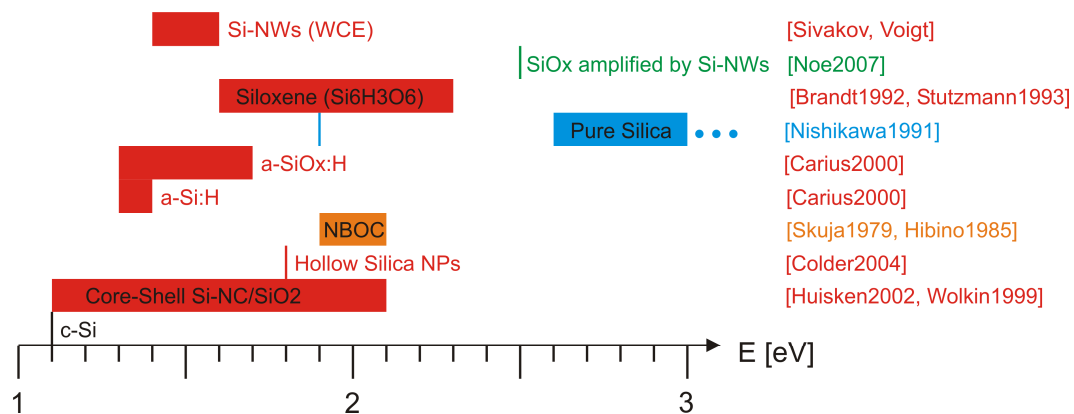 Si-NWs (WCE) [Sivakov, Voigt]
SiOx amplified by Si-NWs [Noe2007]
Siloxene (Si6H3O6) [Brandt1992, Stutzmann1993]
Pure Silica [Nishikawa1991]
a-SiOx:H [Carius2000]
a-Si:H [Carius2000]
NBOC [Skuja1979, Hibino1985]
Hollow Silica NPs [Colder2004]
Core-Shell Si-NC/SiO2 [Huisken2002, Wolkin1999]
c-Si
E [eV]
1 2 3